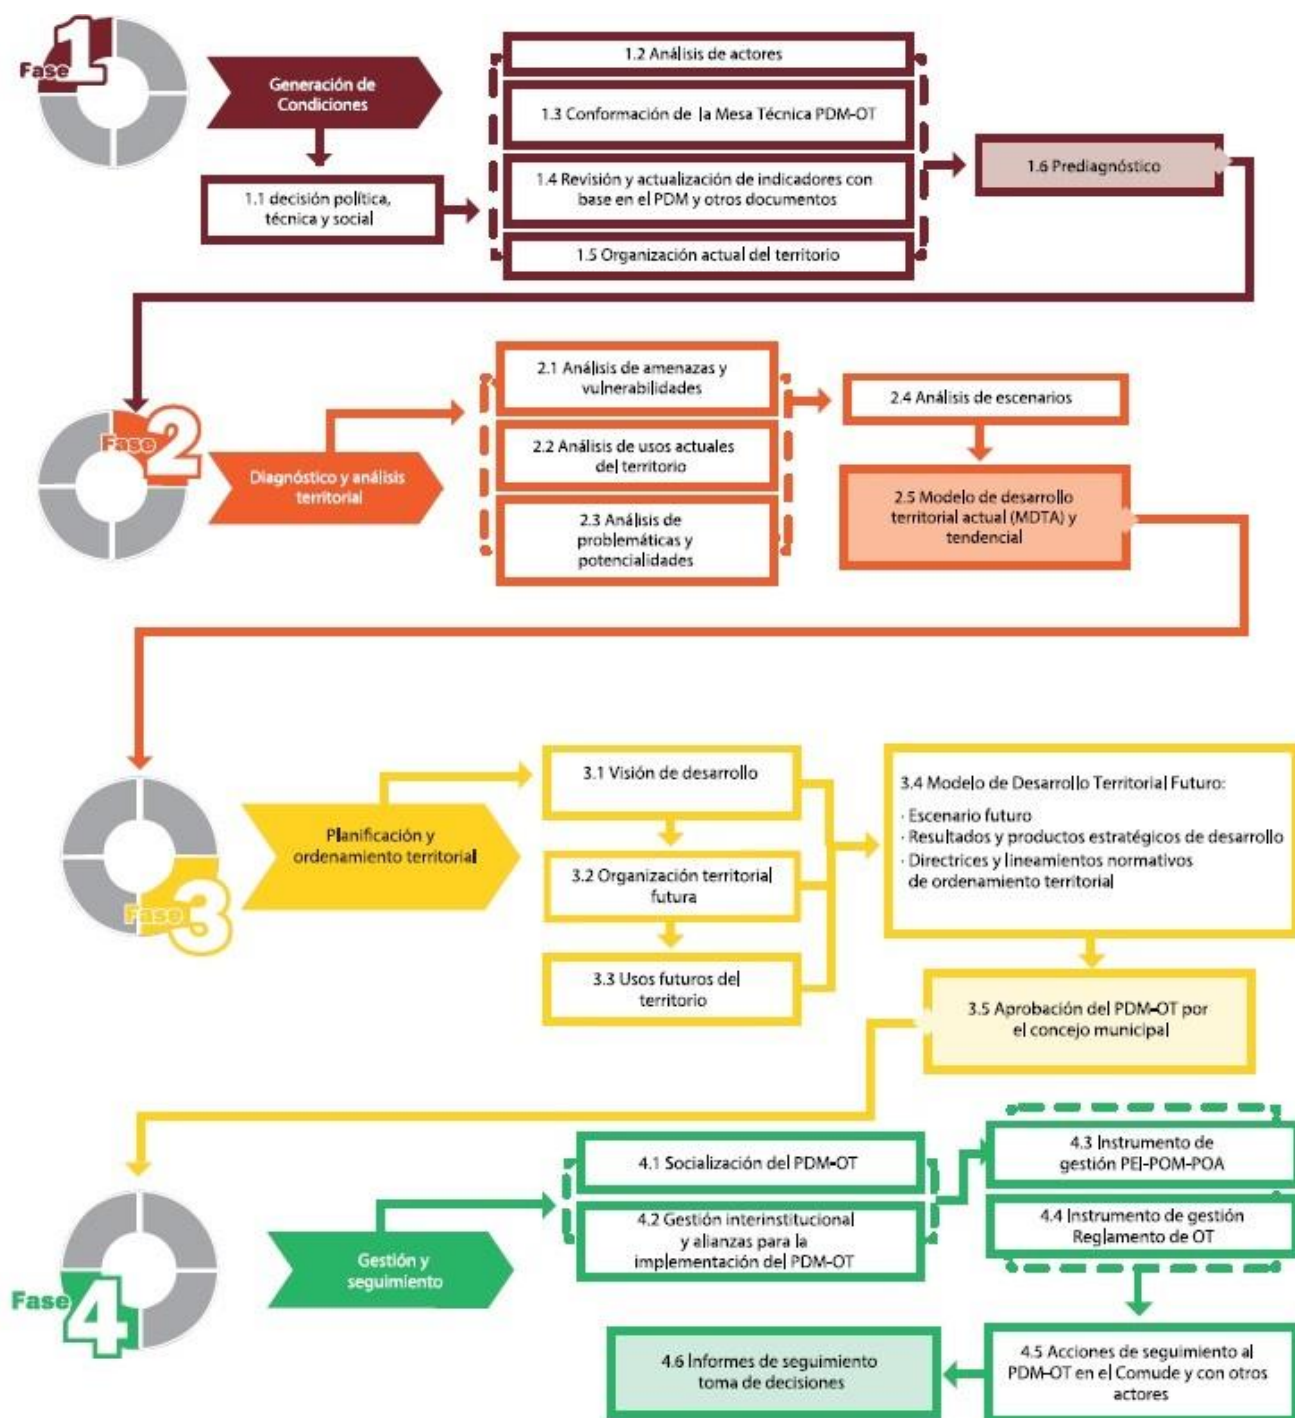 Fase 1
Generación de
Condiciones
1.1 decisión política,
técnica y social
1.2 Análisis de actores
1.3 Conformación de la Mesa Técnica PDM-OT
1.4 Revisión y actualización de indicadores con
base en el PDM y otros documentos
1.5 Organización actual del territorio
1.6 Prediagnóstico
Fase 2
Diagnóstico y análisis
territorial
2.1 Análisis de amenazas y
vulnerabilidades
2.2 Análisis de usos actuales
del territorio
2.3 Análisis de
problemáticas y
potencialidades
2.4 Análisis de escenarios
2.5 Modelo de desarrollo
territorial actual (MDTA) y
tendencial
Fase 3
Planificación y
ordenamiento territorial
3.1 Visión de desarrollo
3.2 Organización territorial
futura
3.3 Usos futuros del
territorio
3.4 Modelo de Desarrollo Territorial Futuro:
· Escenario futuro
· Resultados y productos estratégicos de desarrollo
· Directrices y lineamientos normativos
de ordenamiento territorial
3.5 Aprobación del PDM-OT por
el concejo municipal
Fase 4
Gestión y
seguimiento
4.1 Socialización del PDM-OT
4.2 Gestión interinstitucional
y alianzas para la
implementación del PDM-OT
4.3 Instrumento de
gestión PEI-POM-POA
4.4 Instrumento de gestión
Reglamento de OT
4.5 Acciones de seguimiento al
PDM-OT en el Comude y con otros
actores
4.6 Informes de seguimiento
toma de decisiones